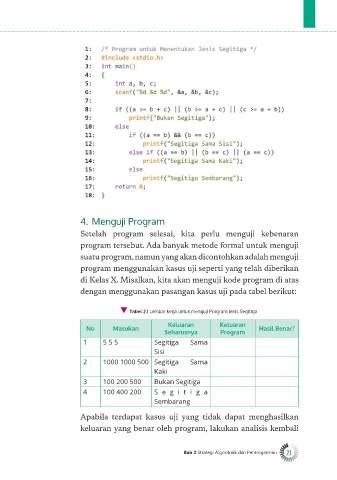 1: /* Program untuk Menentukan Jenis Segitiga */
2: #include <stdio.h>
3: int main()
4: {
5: int a, b, c;
6: scanf("%d %d %d", &a, &b, &c);
7:
8: if ((a >= b + c) || (b >= a + c) || (c >= a + b))
9: printf("Bukan Segitiga");
10: else
11: if ((a == b) && (b == c))
12: printf("Segitiga Sama Sisi");
13: else if ((a == b) || (b == c) || (a == c))
14: printf("Segitiga Sama Kaki");
15: else
16: printf("Segitiga Sembarang");
17: return 0;
18: }
4. Menguji Program
Setelah program selesai, kita perlu menguji kebenaran
program tersebut. Ada banyak metode formal untuk menguji
suatu program, namun yang akan dicontohkan adalah menguji
program menggunakan kasus uji seperti yang telah diberikan
di Kelas X. Misalkan, kita akan menguji kode program di atas
dengan menggunakan pasangan kasus uji pada tabel berikut:
Tabel 2.1 Lembar kerja untuk menguji Program Jenis Segitiga
No Masukan Keluaran Seharusnya Keluaran Program Hasil Benar?
1 5 5 5 Segitiga Sama
Sisi
2 1000 1000 500 Segitiga Sama
Kaki
3 100 200 500 Bukan Segitiga
4 100 400 200 Segitiga
Sembarang
Apabila terdapat kasus uji yang tidak dapat menghasilkan
keluaran yang benar oleh program, lakukan analisis kembali
Bab 2 Strategi Algoritmik dan Pemrograman 21